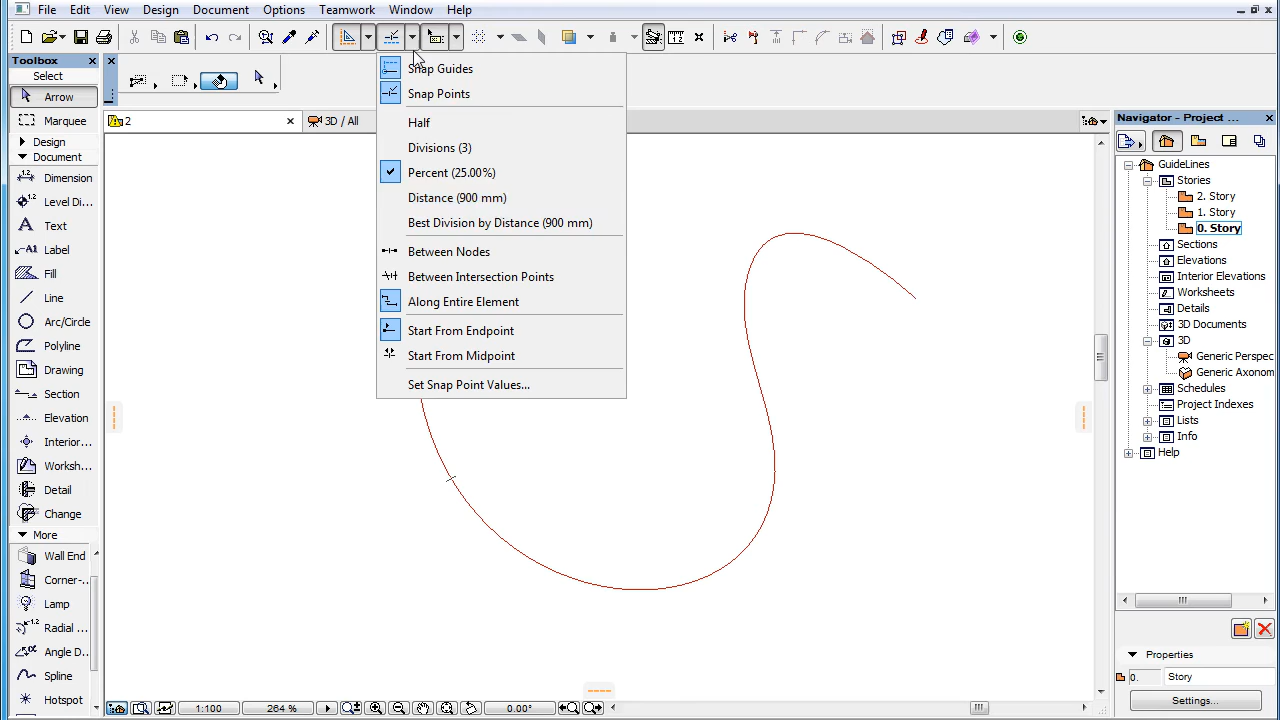 File Edit View Design Document Options Teamwork Window Help
Toolbox
Select
Arrow
Marquee
Design
Document
Dimension
Level Di...
Text
Label
Fill
Line
Arc/Circle
Polyline
Drawing
Section
Elevation
Interior...
Worksh...
Detail
Change
More
Wall End
Corner-...
Lamp
Radial ...
Angle D...
Spline
Hotspot
2
3D / All
Snap Guides
Snap Points
Half
Divisions (3)
Percent (25.00%)
Distance (900 mm)
Best Division by Distance (900 mm)
Between Nodes
Between Intersection Points
Along Entire Element
Start From Endpoint
Start From Midpoint
Set Snap Point Values...
Navigator - Project ...
GuideLines
Stories
2. Story
1. Story
0. Story
Sections
Elevations
Interior Elevations
Worksheets
Details
3D Documents
3D
Generic Perspec
Generic Axonom
Schedules
Project Indexes
Lists
Info
Help
Properties
0. Story
Settings...
1:100 264 % 0.00°